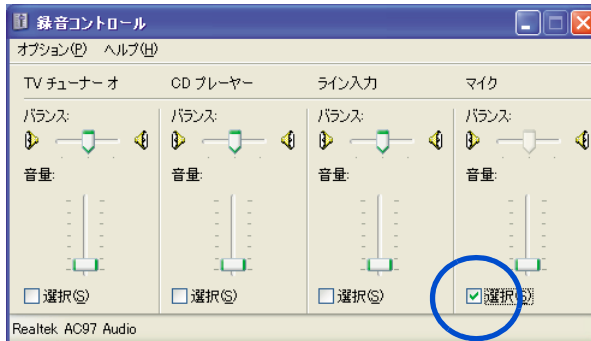 録音コントロール
オプション(P) ヘルプ(H)
TV チューナー オ CD プレーヤー ライン入力 マイク
バランス: バランス: バランス: バランス:
音量: 音量: 音量: 音量:
選択(S) 選択(S) 選択(S) 選択(S)
Realtek AC97 Audio